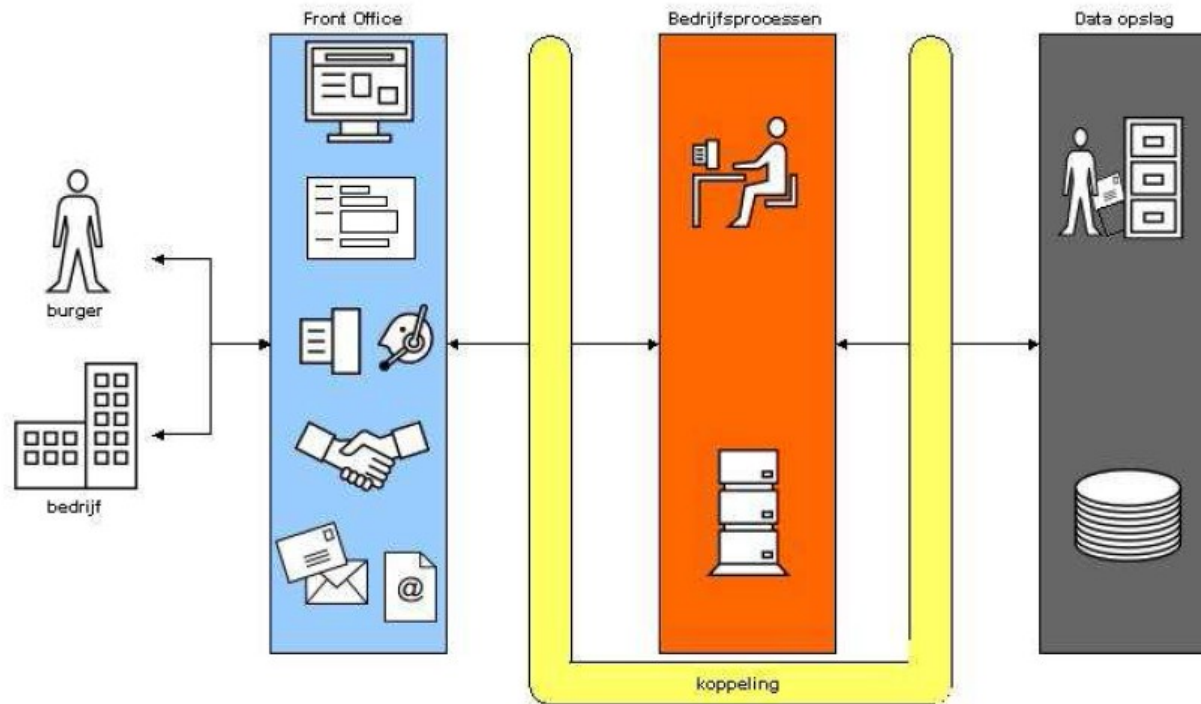 Front Office
Bedrijfsprocessen
Data opslag
burger
bedrijf
@
koppeling